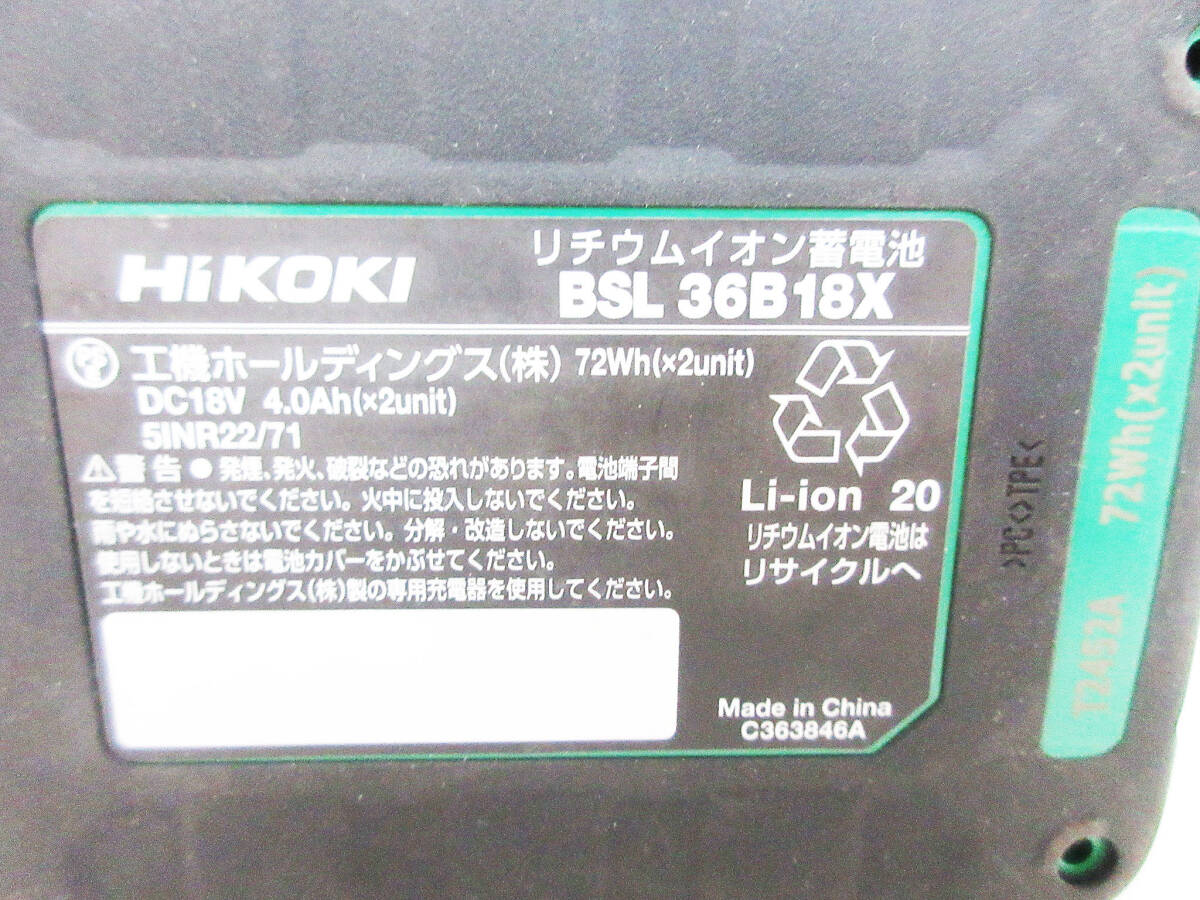 HiKOKI
リチウムイオン蓄電池
BSL 36B18X
PSE 工機ホールディングス(株) 72Wh(×2unit)
DC18V 4.0Ah(×2unit)
5INR22/71
⚠警告 ● 発煙、発火、破裂などの恐れがあります。電池端子間
を短絡させないでください。火中に投入しないでください。
雨や水にぬらさないでください。分解・改造しないでください。
使用しないときは電池カバーをかぶせてください。
工機ホールディングス(株)製の専用充電器を使用してください。
Li-ion 20
リチウムイオン電池は
リサイクルへ
Made in China
C363846A
>PC<>TPE<
T2452A 72Wh(x2unit)